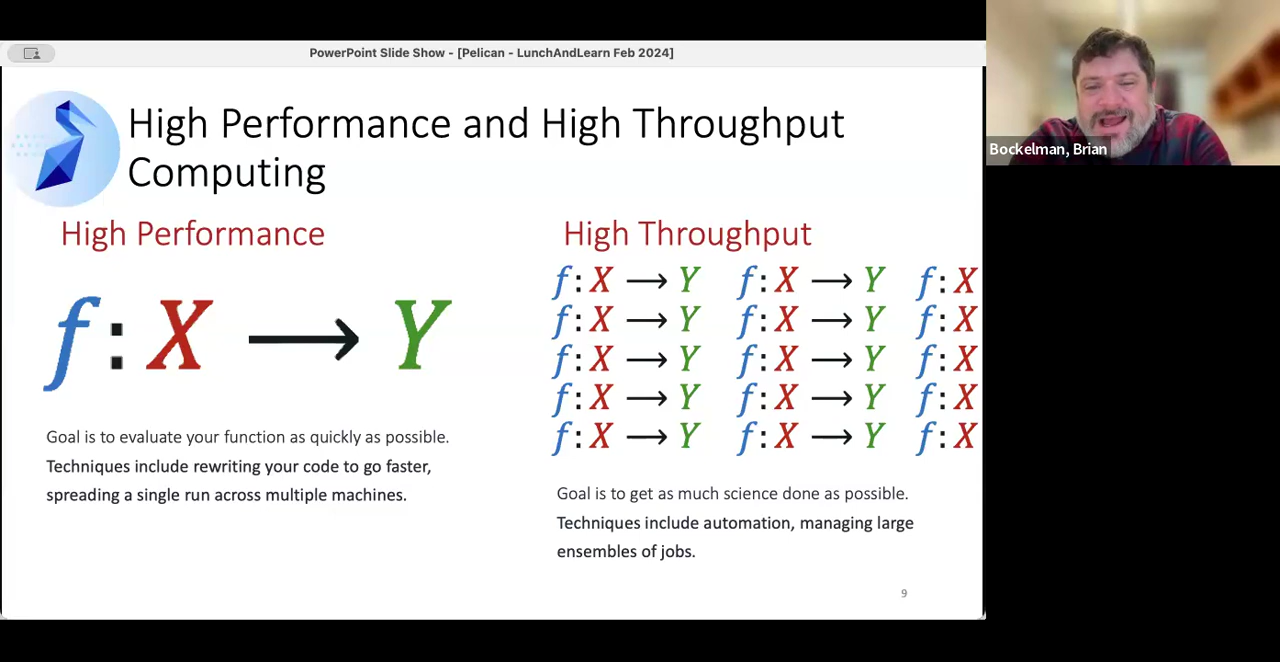 PowerPoint Slide Show - [Pelican - LunchAndLearn Feb 2024]
Bockelman, Brian
High Performance and High Throughput
Computing
High Performance
f : X ⟶ Y
Goal is to evaluate your function as quickly as possible.
Techniques include rewriting your code to go faster,
spreading a single run across multiple machines.
High Throughput
f : X ⟶ Y f : X ⟶ Y f : X
f : X ⟶ Y f : X ⟶ Y f : X
f : X ⟶ Y f : X ⟶ Y f : X
f : X ⟶ Y f : X ⟶ Y f : X
f : X ⟶ Y f : X ⟶ Y f : X
Goal is to get as much science done as possible.
Techniques include automation, managing large
ensembles of jobs.
9